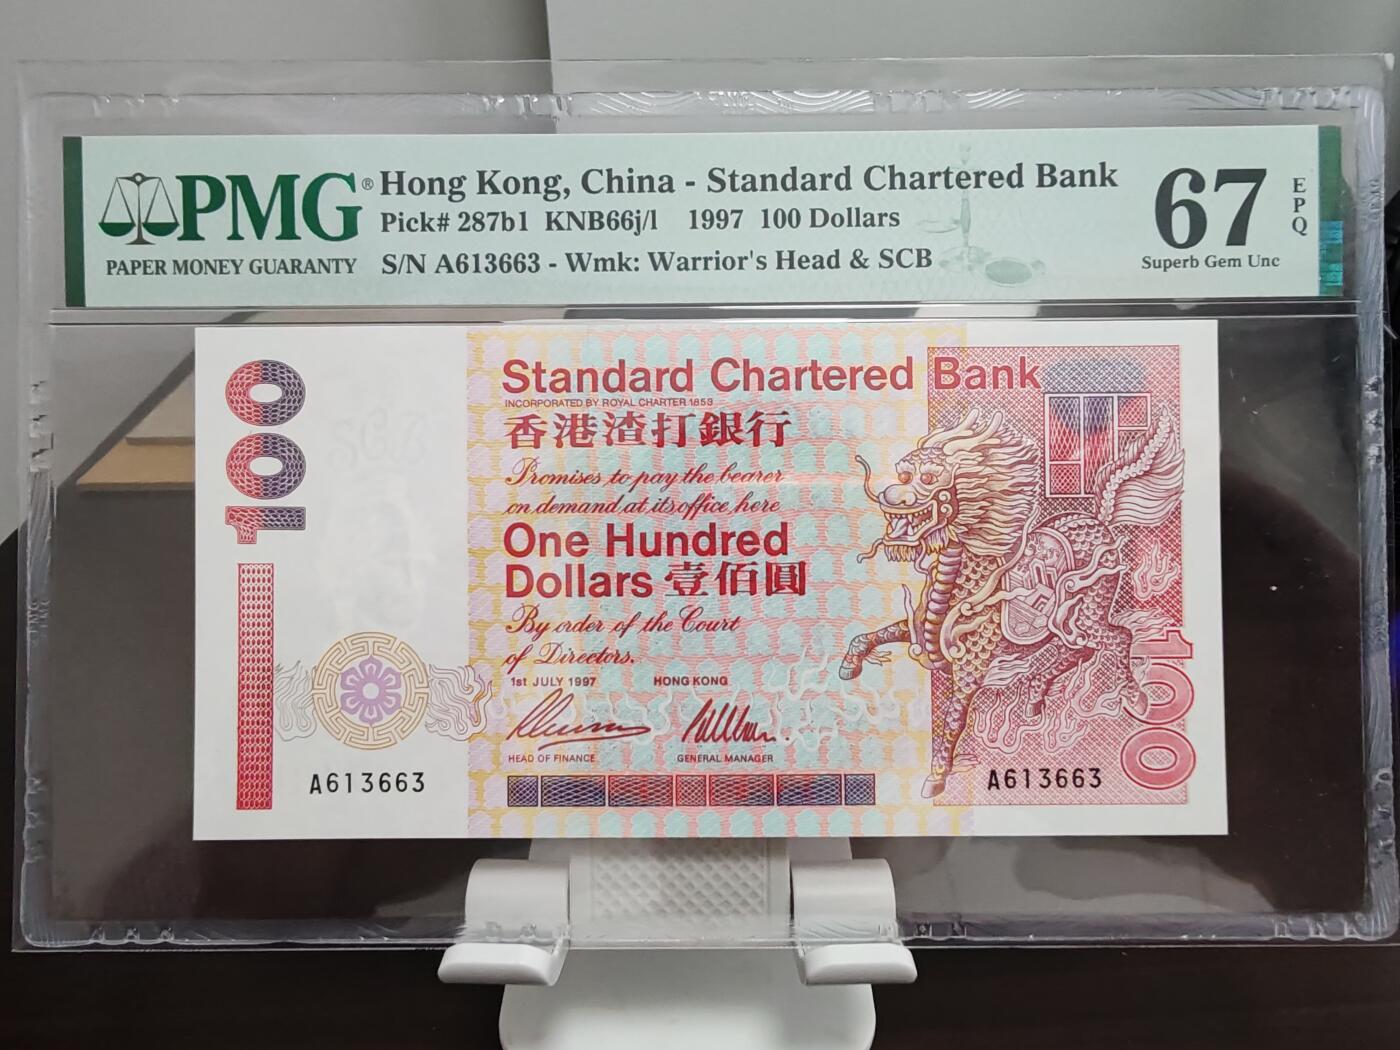 PMG®
PAPER MONEY GUARANTY
Hong Kong, China - Standard Chartered Bank
Pick# 287b1 KNB66j/l 1997 100 Dollars
S/N A613663 - Wmk: Warrior's Head & SCB
67
EPQ
Superb Gem Unc
100
Standard Chartered Bank
INCORPORATED BY ROYAL CHARTER 1853
香港渣打銀行
Promises to pay the bearer
on demand at its office here
One Hundred
Dollars 壹佰圓
By order of the Court
of Directors.
1st JULY 1997 HONG KONG
HEAD OF FINANCE GENERAL MANAGER
A613663
A613663
100